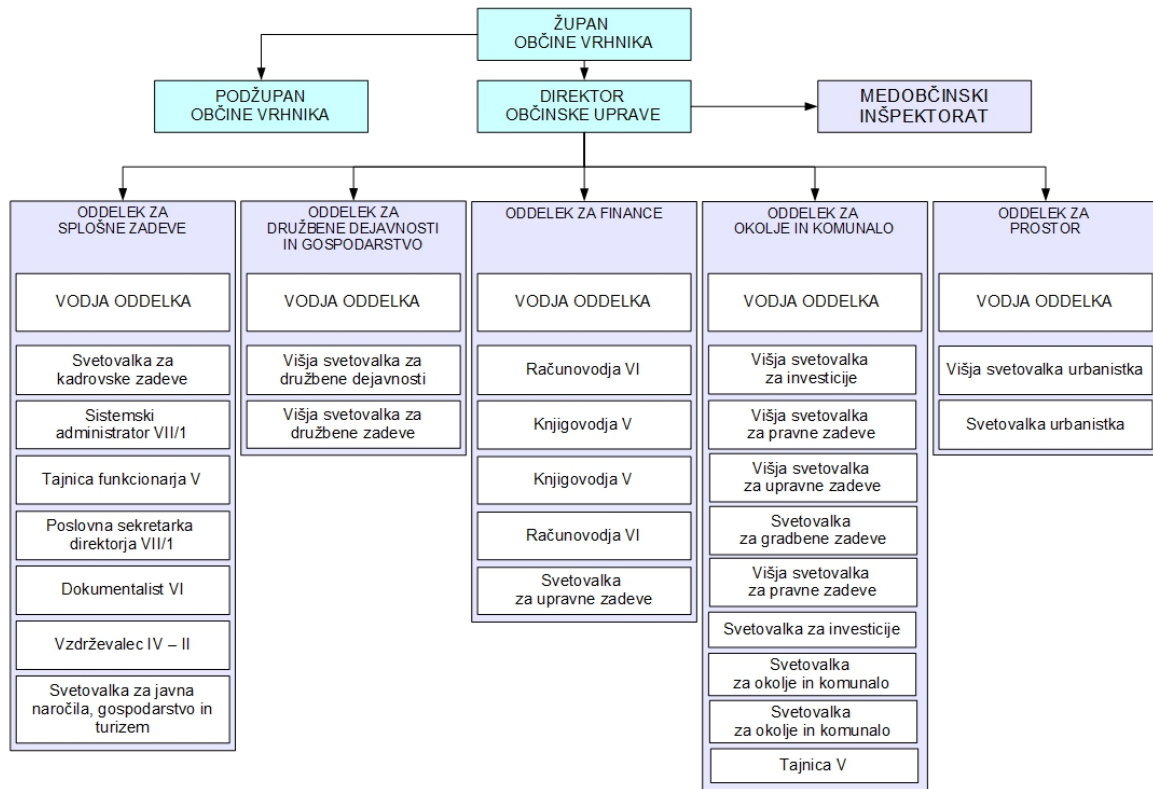 ŽUPAN
OBČINE VRHNIKA
PODŽUPAN
OBČINE VRHNIKA
DIREKTOR
OBČINSKE UPRAVE
MEDOBČINSKI
INŠPEKTORAT
ODDELEK ZA
SPLOŠNE ZADEVE
VODJA ODDELKA
Svetovalka za
kadrovske zadeve
Sistemski
administrator VII/1
Tajnica funkcionarja V
Poslovna sekretarka
direktorja VII/1
Dokumentalist VI
Vzdrževalec IV – II
Svetovalka za javna
naročila, gospodarstvo in
turizem
ODDELEK ZA
DRUŽBENE DEJAVNOSTI
IN GOSPODARSTVO
VODJA ODDELKA
Višja svetovalka za
družbene dejavnosti
Višja svetovalka za
družbene zadeve
ODDELEK ZA FINANCE
VODJA ODDELKA
Računovodja VI
Knjigovodja V
Knjigovodja V
Računovodja VI
Svetovalka
za upravne zadeve
ODDELEK ZA
OKOLJE IN KOMUNALO
VODJA ODDELKA
Višja svetovalka
za investicije
Višja svetovalka
za pravne zadeve
Višja svetovalka
za upravne zadeve
Svetovalka
za gradbene zadeve
Višja svetovalka
za pravne zadeve
Svetovalka za investicije
Svetovalka
za okolje in komunalo
Svetovalka
za okolje in komunalo
Tajnica V
ODDELEK ZA
PROSTOR
VODJA ODDELKA
Višja svetovalka urbanistka
Svetovalka urbanistka